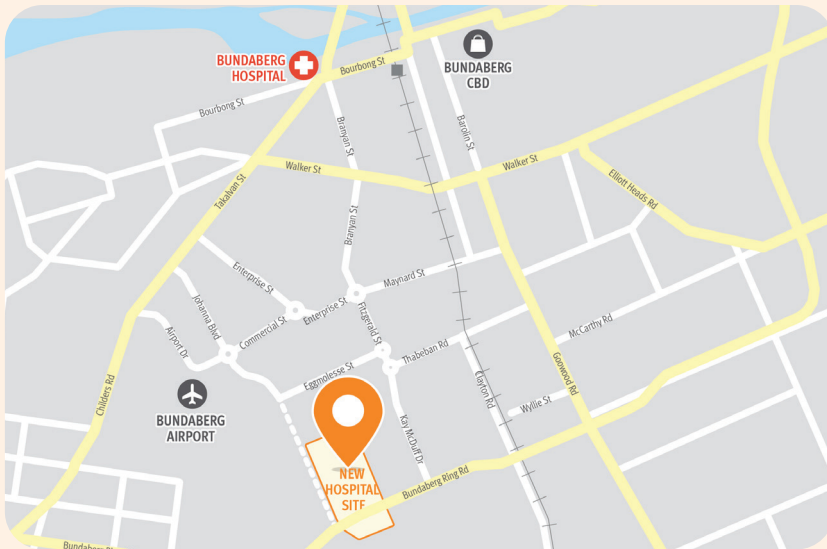 BUNDABERG
HOSPITAL
Bourbong St
BUNDABERG
CBD
Bourbong St
Branyan St
Barolin St
Walker St
Walker St
Takalvan St
Elliott Heads Rd
Branyan St
Enterprise St
Maynard St
Johanna Blvd
Enterprise St
Fitzgerald St
Commercial St
McCarthy Rd
Airport Dr
Thabeban Rd
Eggmolesse St
Goowood Rd
Childers Rd
Clayton Rd
BUNDABERG
AIRPORT
Wyllie St
Kay McDuff Dr
NEW
HOSPITAL
SITE
Bundaberg Ring Rd